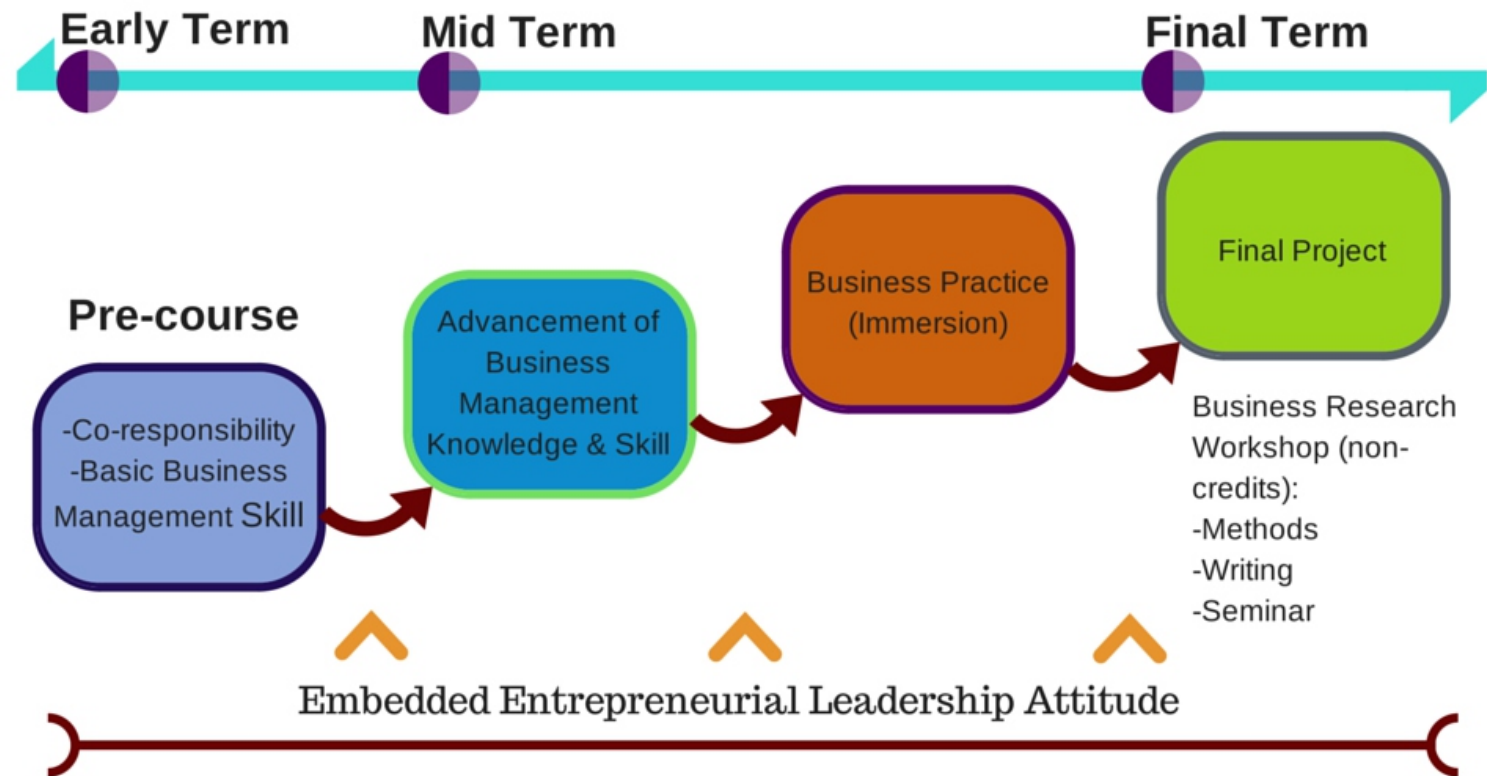 Early Term
Mid Term
Final Term
Pre-course
-Co-responsibility
-Basic Business
Management Skill
Advancement of
Business
Management
Knowledge & Skill
Business Practice
(Immersion)
Final Project
Business Research
Workshop (non-
credits):
-Methods
-Writing
-Seminar
Embedded Entrepreneurial Leadership Attitude